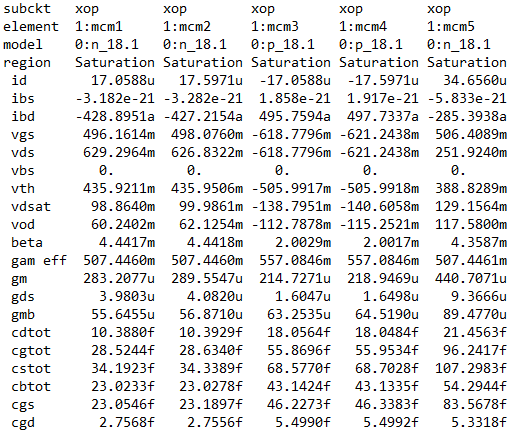 subckt xop xop xop xop xop
element 1:mcm1 1:mcm2 1:mcm3 1:mcm4 1:mcm5
model 0:n_18.1 0:n_18.1 0:p_18.1 0:p_18.1 0:n_18.1
region Saturation Saturation Saturation Saturation Saturation
id 17.0588u 17.5971u -17.0588u -17.5971u 34.6560u
ibs -3.182e-21 -3.282e-21 1.858e-21 1.917e-21 -5.833e-21
ibd -428.8951a -427.2154a 495.7594a 497.7337a -285.3938a
vgs 496.1614m 498.0760m -618.7796m -621.2438m 506.4089m
vds 629.2964m 626.8322m -618.7796m -621.2438m 251.9240m
vbs 0. 0. 0. 0. 0.
vth 435.9211m 435.9506m -505.9917m -505.9918m 388.8289m
vdsat 98.8640m 99.9861m -138.7951m -140.6058m 129.1564m
vod 60.2402m 62.1254m -112.7878m -115.2521m 117.5800m
beta 4.4417m 4.4418m 2.0029m 2.0017m 4.3587m
gam eff 507.4460m 507.4460m 557.0846m 557.0846m 507.4461m
gm 283.2077u 289.5547u 214.7271u 218.9469u 440.7071u
gds 3.9803u 4.0820u 1.6047u 1.6498u 9.3666u
gmb 55.6455u 56.8710u 63.2535u 64.5190u 89.4770u
cdtot 10.3880f 10.3929f 18.0564f 18.0484f 21.4563f
cgtot 28.5244f 28.6340f 55.8696f 55.9534f 96.2417f
cstot 34.1923f 34.3389f 68.5770f 68.7028f 107.2983f
cbtot 23.0233f 23.0278f 43.1424f 43.1335f 54.2944f
cgs 23.0546f 23.1897f 46.2273f 46.3383f 83.5678f
cgd 2.7568f 2.7556f 5.4990f 5.4992f 5.3318f